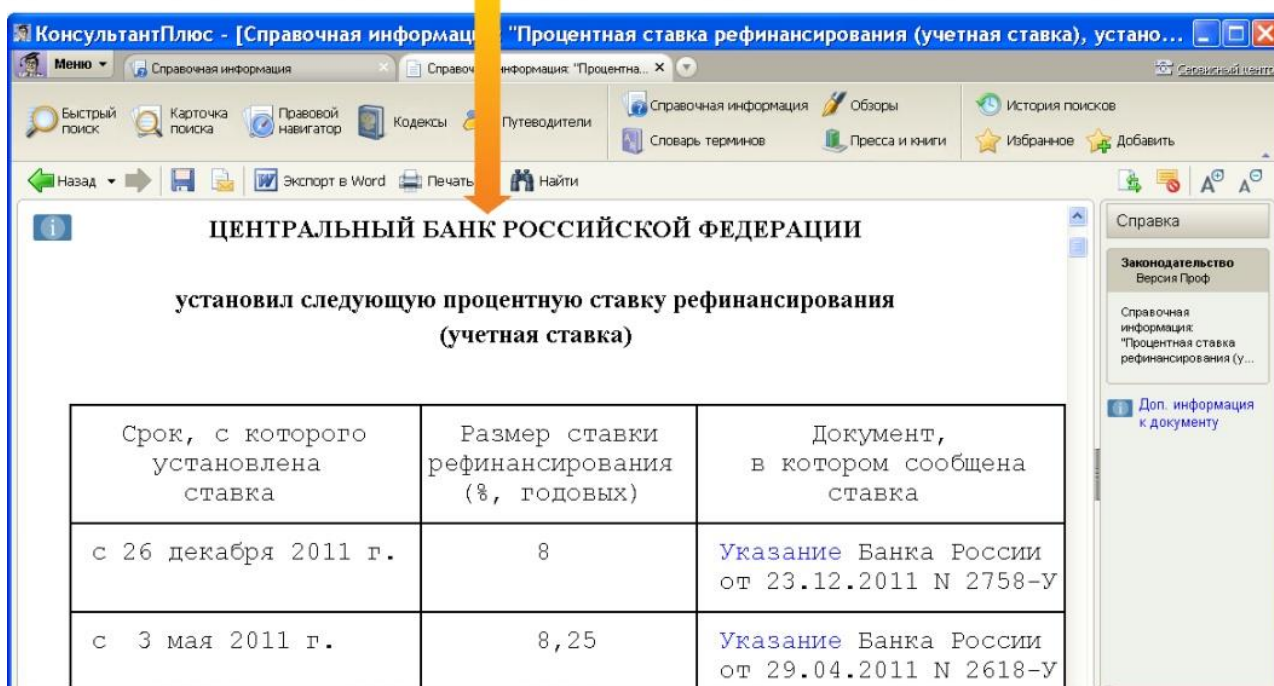 КонсультантПлюс - [Справочная информация: "Процентная ставка рефинансирования (учетная ставка), устано...
Меню
Справочная информация
Справочная информация: "Процентна...
Сервисный центр
Быстрый поиск
Карточка поиска
Правовой навигатор
Кодексы
Путеводители
Справочная информация
Словарь терминов
Обзоры
Пресса и книги
История поисков
Избранное
Добавить
Назад
Экспорт в Word
Печать
Найти
ЦЕНТРАЛЬНЫЙ БАНК РОССИЙСКОЙ ФЕДЕРАЦИИ
установил следующую процентную ставку рефинансирования
(учетная ставка)
Срок, с которого
установлена
ставка
Размер ставки
рефинансирования
(%, годовых)
Документ,
в котором сообщена
ставка
с 26 декабря 2011 г.
8
Указание Банка России
от 23.12.2011 N 2758-У
с 3 мая 2011 г.
8,25
Указание Банка России
от 29.04.2011 N 2618-У
Справка
Законодательство
Версия Проф
Справочная
информация:
"Процентная ставка
рефинансирования (у...
Доп. информация
к документу